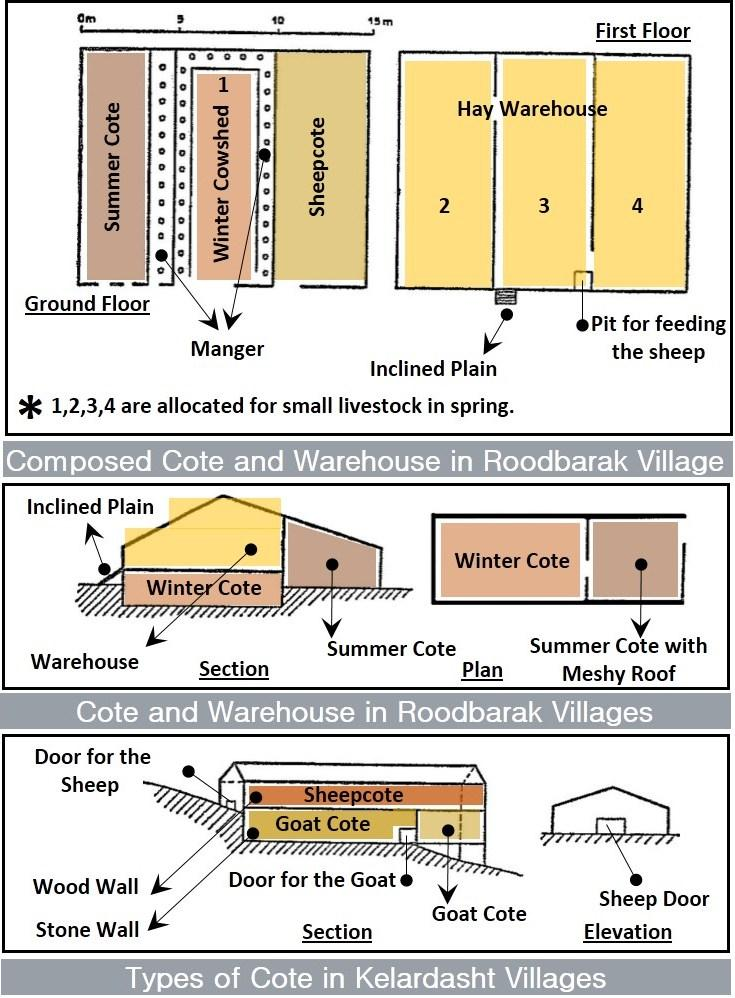 0m 5 10 15 m
First Floor
Summer Cote
1
Winter Cowshed
Sheepcote
Hay Warehouse
2 3 4
Ground Floor
Manger
Inclined Plain
Pit for feeding
the sheep
* 1,2,3,4 are allocated for small livestock in spring.
Composed Cote and Warehouse in Roodbarak Village
Inclined Plain
Winter Cote
Warehouse
Summer Cote
Section
Winter Cote
Summer Cote with
Meshy Roof
Plan
Cote and Warehouse in Roodbarak Villages
Door for the
Sheep
Sheepcote
Goat Cote
Wood Wall
Stone Wall
Door for the Goat
Goat Cote
Section
Sheep Door
Elevation
Types of Cote in Kelardasht Villages